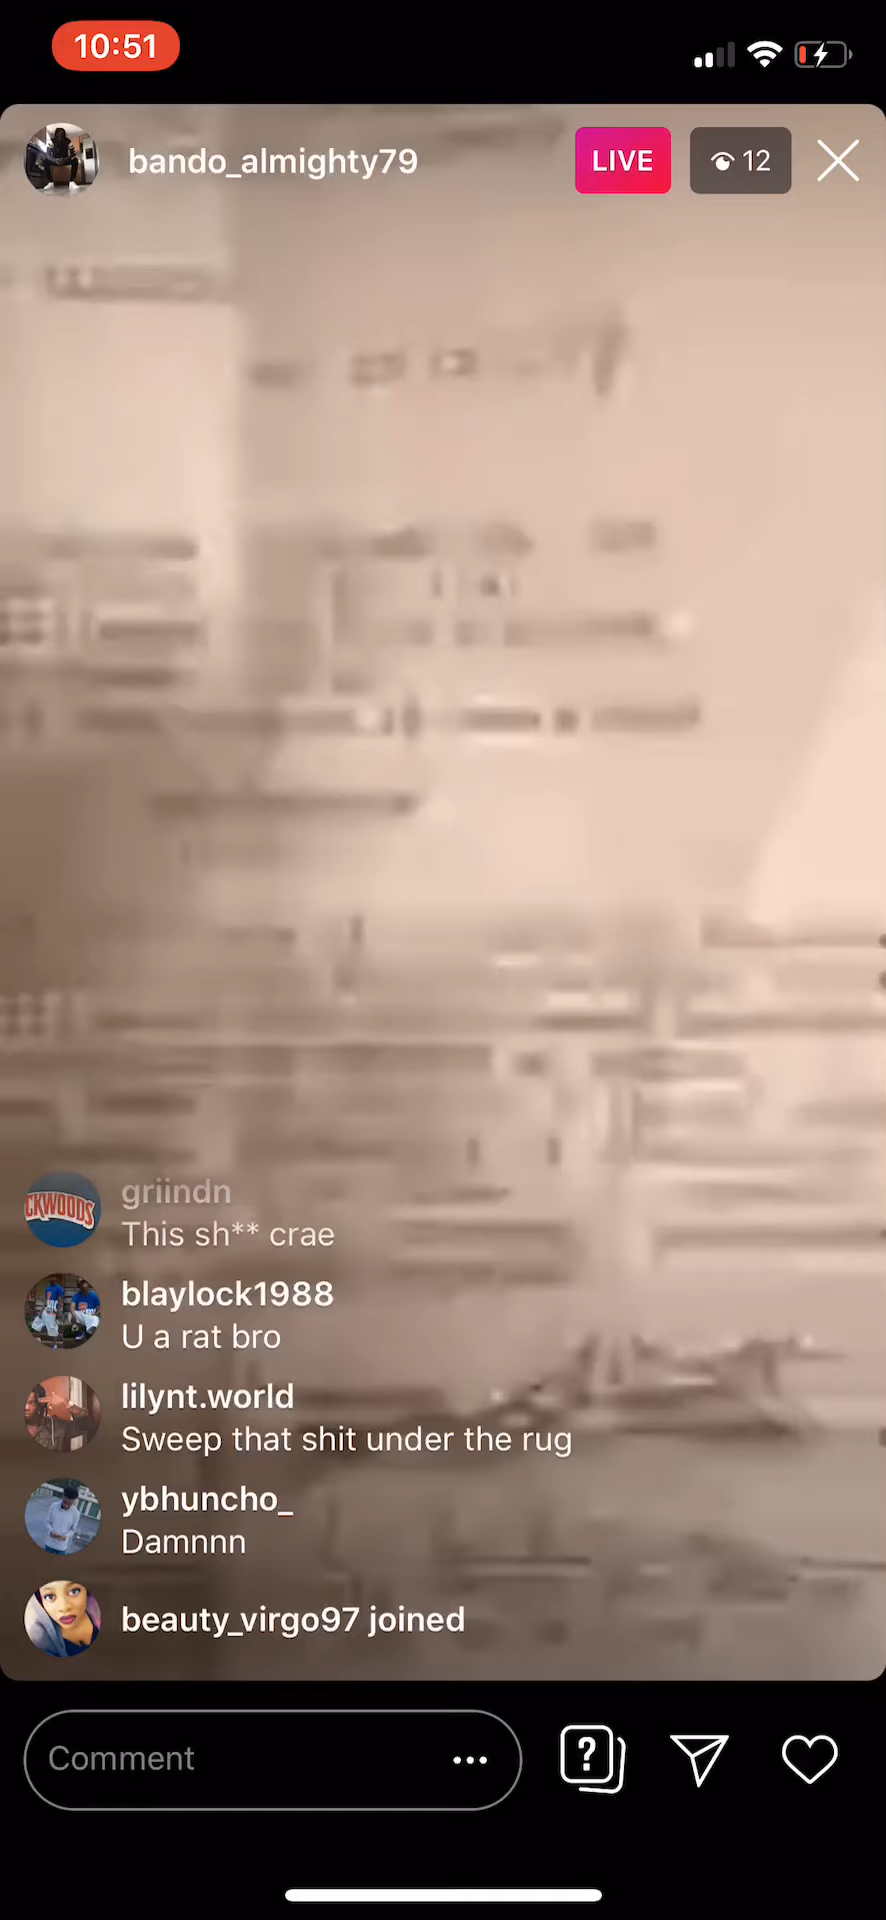 10:51
bando_almighty79
LIVE
12
CKWOODS
griindn
This sh** crae
blaylock1988
U a rat bro
lilynt.world
Sweep that shit under the rug
ybhuncho_
Damnnn
beauty_virgo97 joined
Comment
?